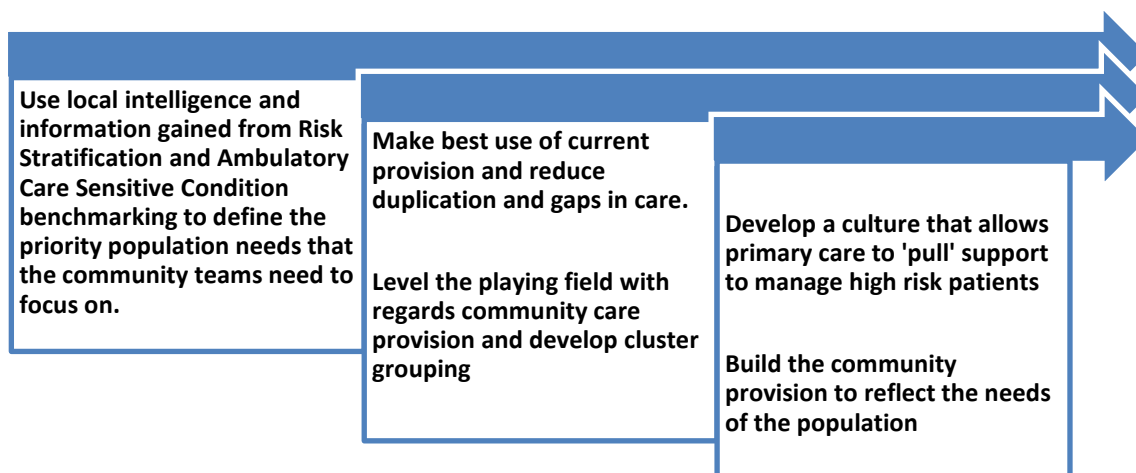 Use local intelligence and
information gained from Risk
Stratification and Ambulatory
Care Sensitive Condition
benchmarking to define the
priority population needs that
the community teams need to
focus on.
Make best use of current
provision and reduce
duplication and gaps in care.
Level the playing field with
regards community care
provision and develop cluster
grouping
Develop a culture that allows
primary care to 'pull' support
to manage high risk patients
Build the community
provision to reflect the needs
of the population